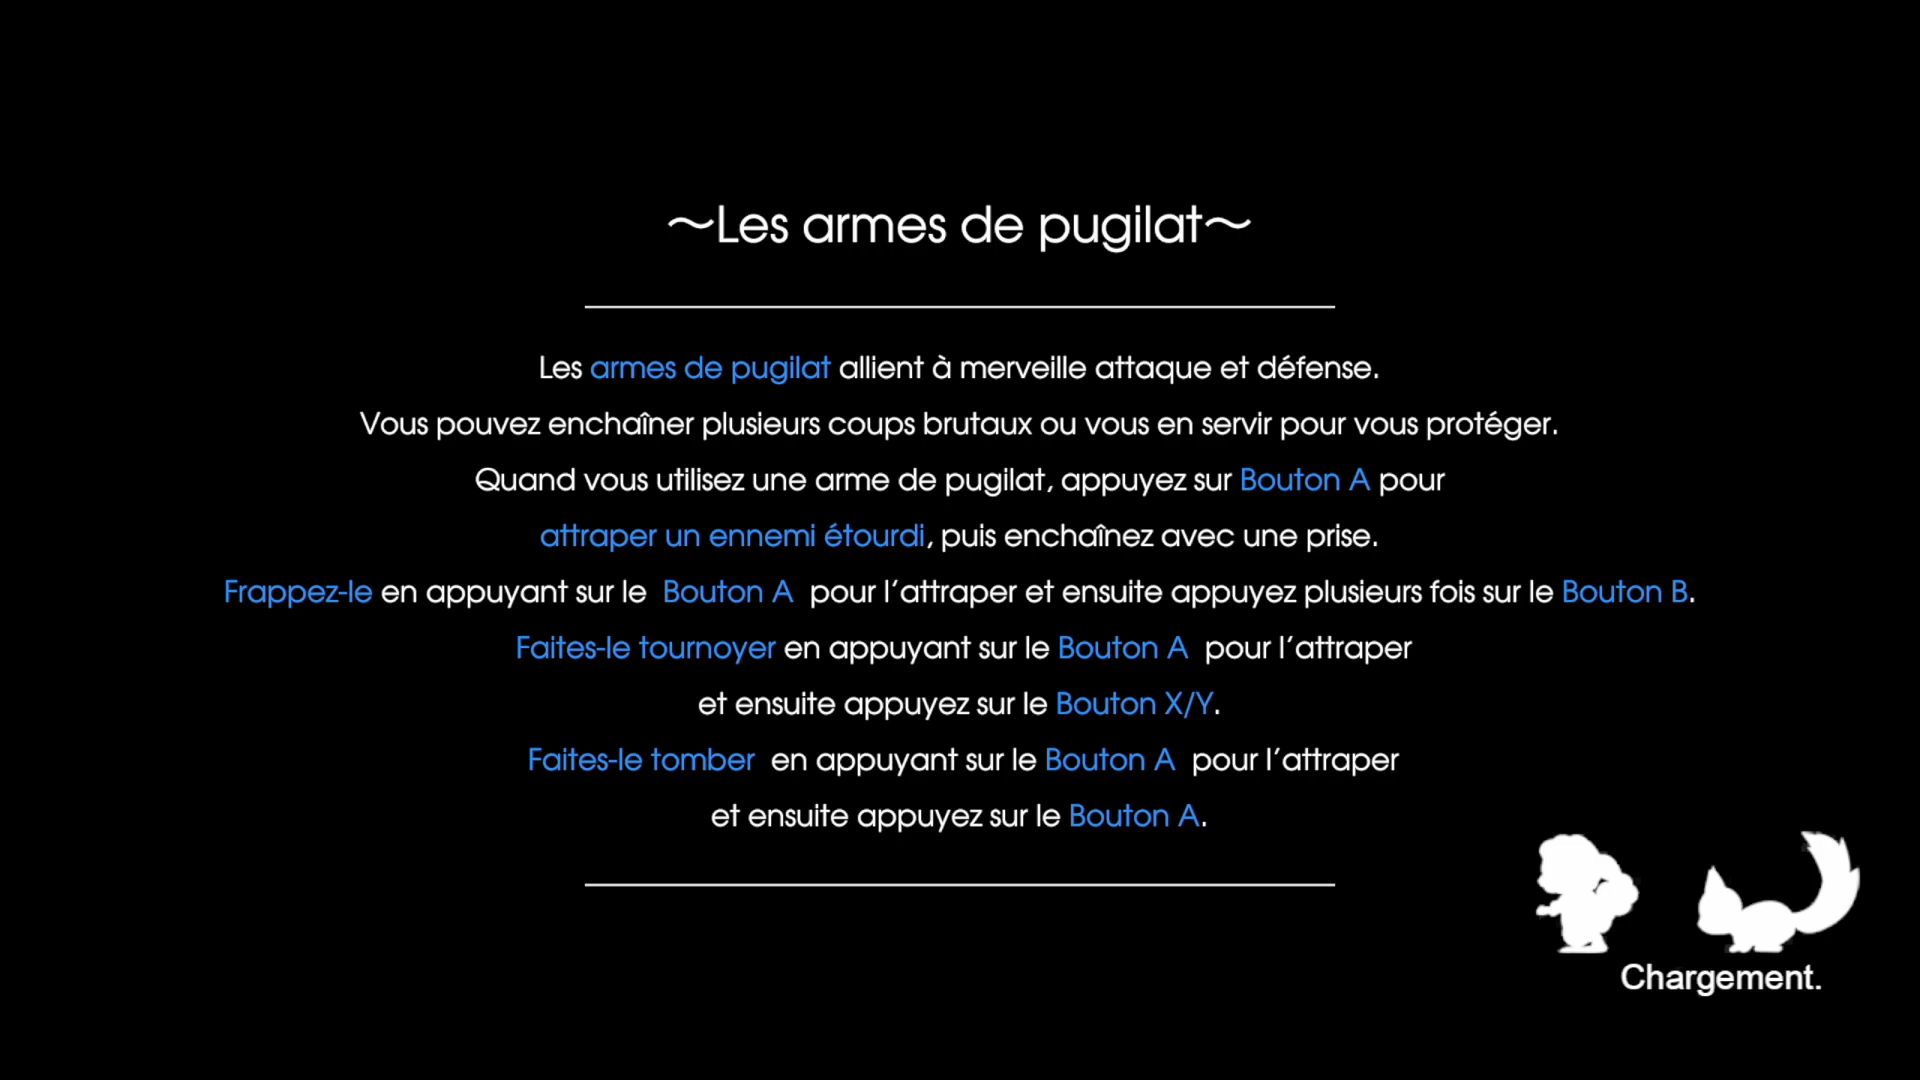 ～Les armes de pugilat～
Les armes de pugilat allient à merveille attaque et défense.
Vous pouvez enchaîner plusieurs coups brutaux ou vous en servir pour vous protéger.
Quand vous utilisez une arme de pugilat, appuyez sur Bouton A pour
attraper un ennemi étourdi, puis enchaînez avec une prise.
Frappez-le en appuyant sur le Bouton A pour l’attraper et ensuite appuyez plusieurs fois sur le Bouton B.
Faites-le tournoyer en appuyant sur le Bouton A pour l’attraper
et ensuite appuyez sur le Bouton X/Y.
Faites-le tomber en appuyant sur le Bouton A pour l’attraper
et ensuite appuyez sur le Bouton A.
Chargement.